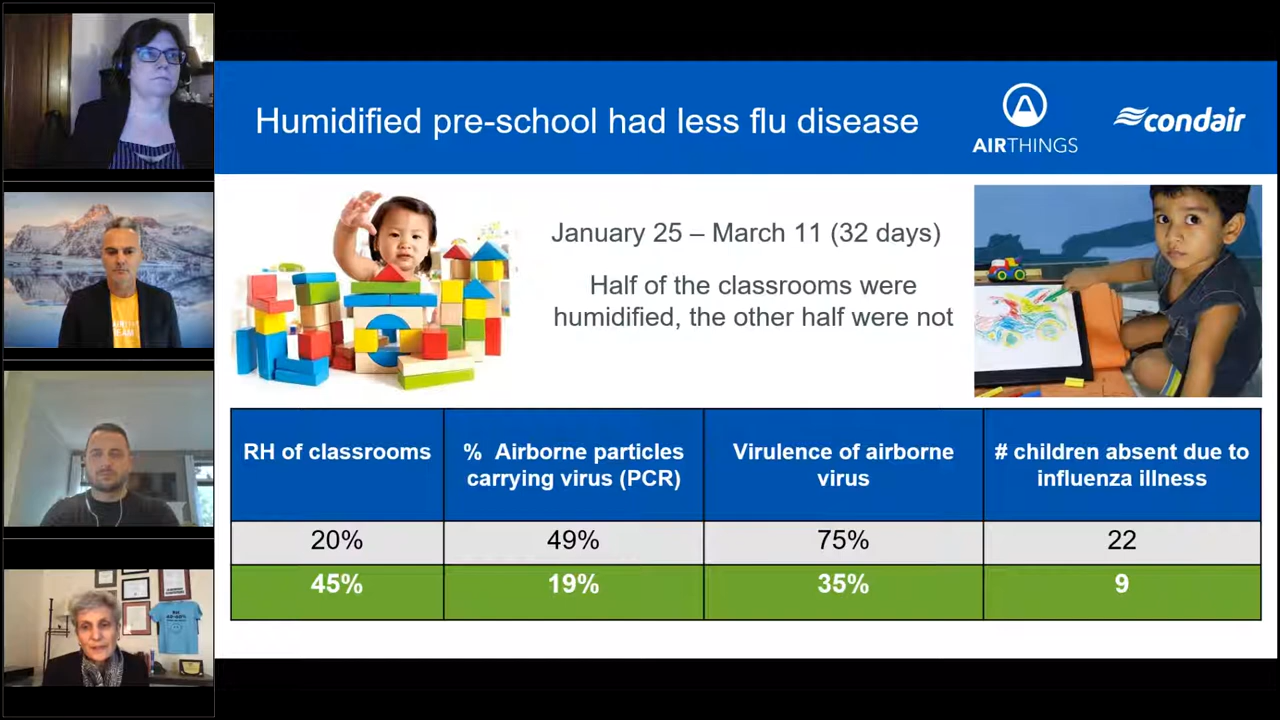 Humidified pre-school had less flu disease
AIRTHINGS
condair
January 25 – March 11 (32 days)
Half of the classrooms were
humidified, the other half were not
RH of classrooms
% Airborne particles
carrying virus (PCR)
Virulence of airborne
virus
# children absent due to
influenza illness
20%
49%
75%
22
45%
19%
35%
9